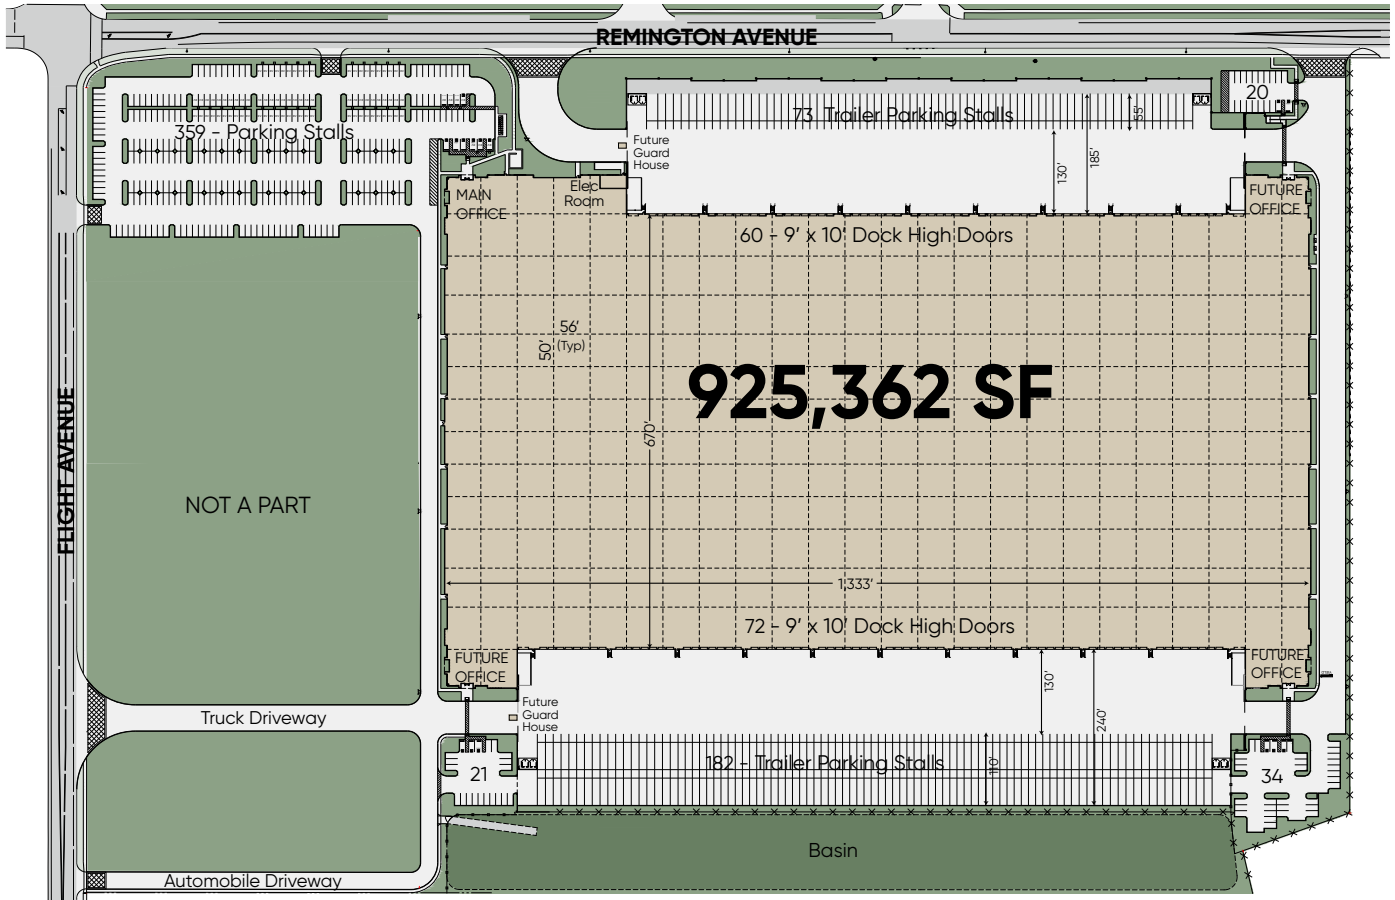 REMINGTON AVENUE
359 - Parking Stalls
73 Trailer Parking Stalls
20
55'
185'
130'
Future
Guard
House
MAIN
OFFICE
Elec
Room
FUTURE
OFFICE
60 - 9' x 10' Dock High Doors
56'
(Typ)
50'
925,362 SF
670'
FLIGHT AVENUE
NOT A PART
1,333'
72 - 9' x 10' Dock High Doors
FUTURE
OFFICE
FUTURE
OFFICE
130'
240'
Future
Guard
House
Truck Driveway
182 - Trailer Parking Stalls
110'
21
34
Basin
Automobile Driveway